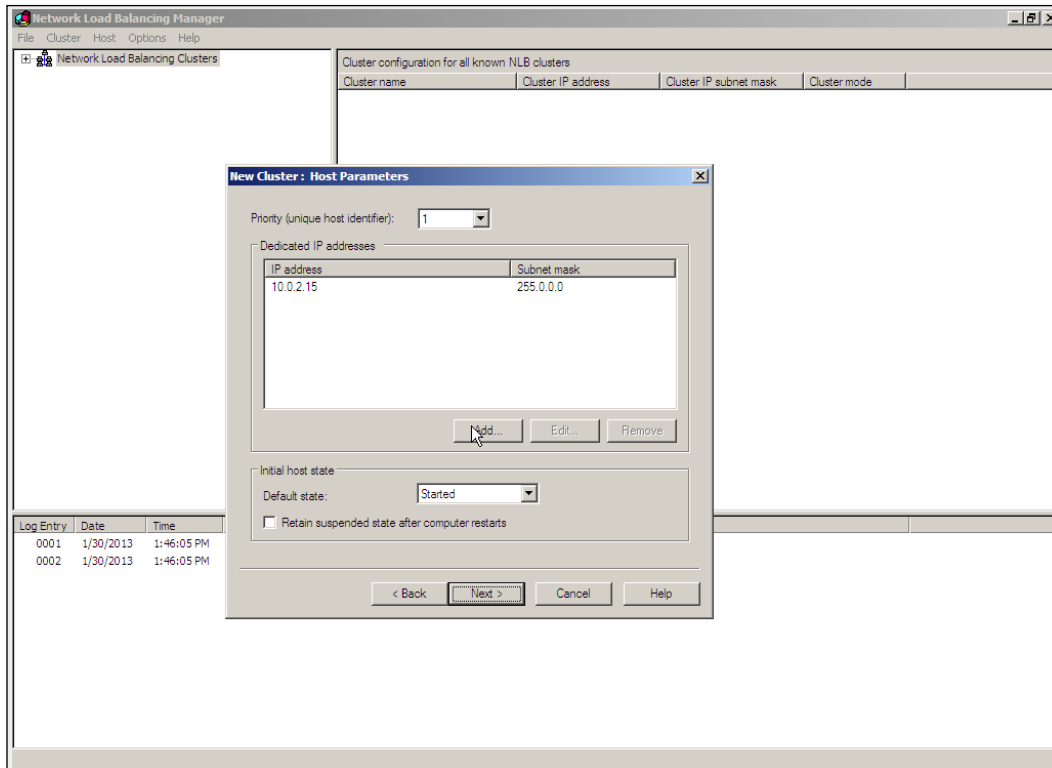 Network Load Balancing Manager
File Cluster Host Options Help
Network Load Balancing Clusters
Cluster configuration for all known NLB clusters
Cluster name Cluster IP address Cluster IP subnet mask Cluster mode
New Cluster : Host Parameters
Priority (unique host identifier): 1
Dedicated IP addresses
IP address Subnet mask
10.0.2.15 255.0.0.0
Add... Edit... Remove
Initial host state
Default state: Started
Retain suspended state after computer restarts
< Back Next > Cancel Help
Log Entry Date Time
0001 1/30/2013 1:46:05 PM
0002 1/30/2013 1:46:05 PM